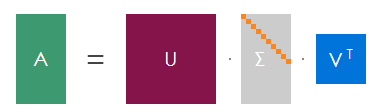 A = U · Σ · Vᵀ